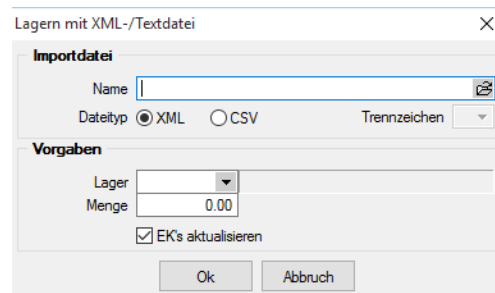 Lagern mit XML-/Textdatei
Importdatei
Name
Dateityp XML CSV Trennzeichen
Vorgaben
Lager
Menge 0.00
EK's aktualisieren
Ok Abbruch